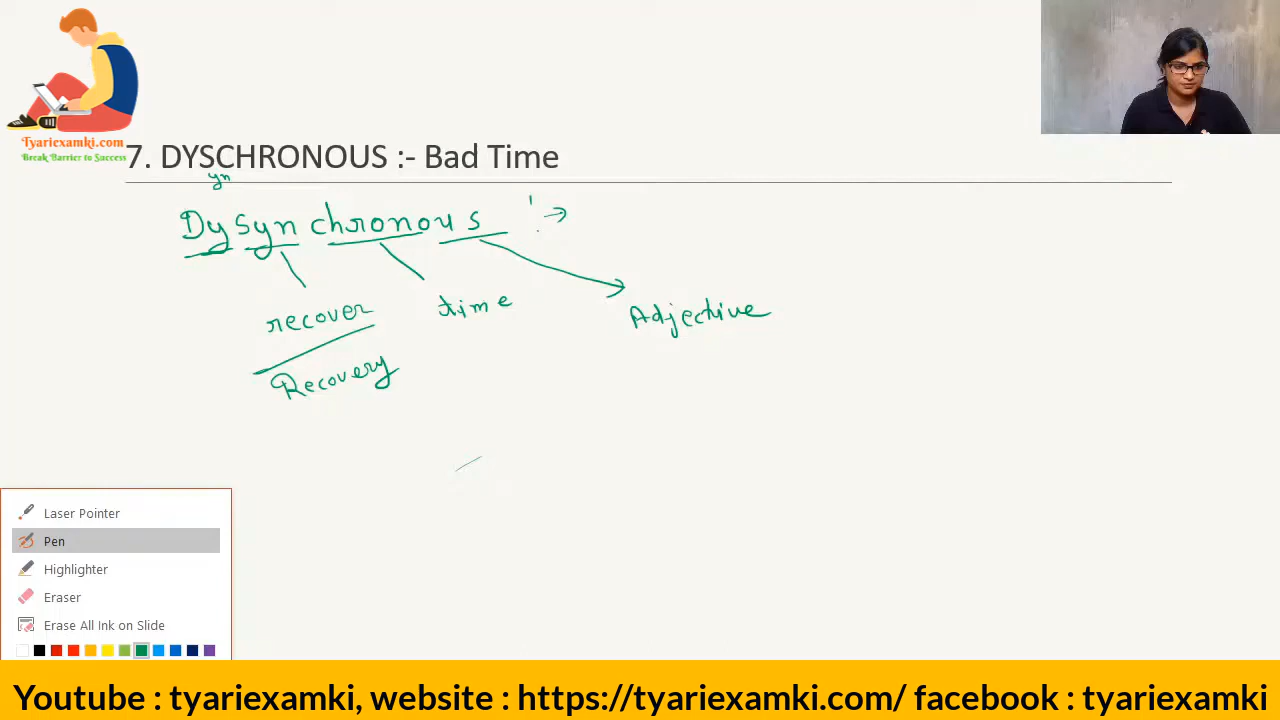 Tyariexamki.com
Break Barrier to Success
7. DYSCHRONOUS :- Bad Time
yn
Dysynchronous :→
recover
time
Adjective
Recovery
Laser Pointer
Pen
Highlighter
Eraser
Erase All Ink on Slide
Youtube : tyariexamki, website : https://tyariexamki.com/ facebook : tyariexamki